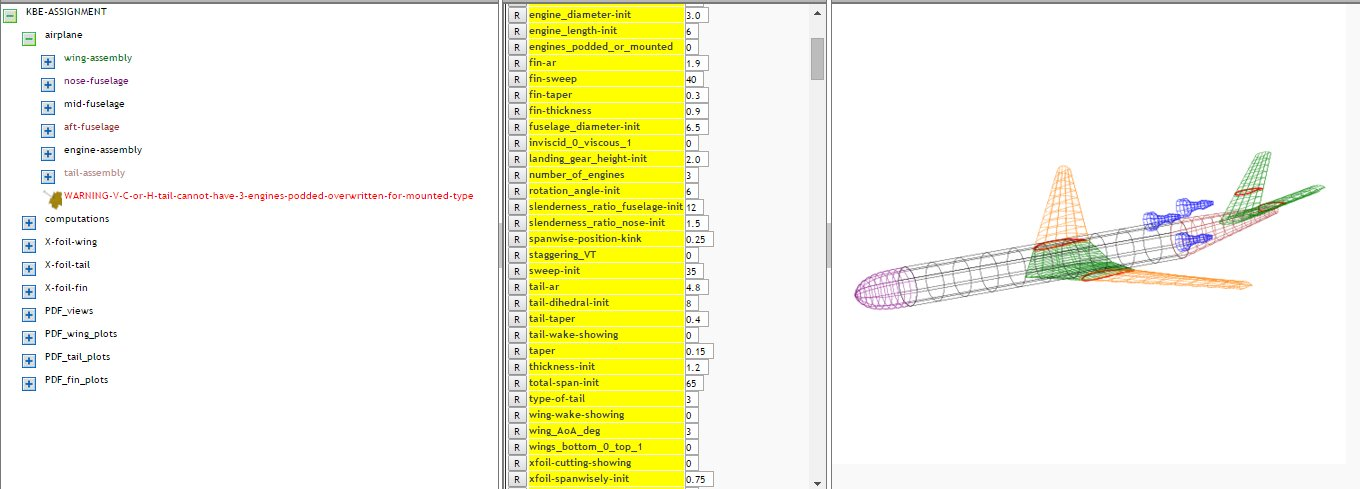 KBE-ASSIGNMENT
airplane
wing-assembly
nose-fuselage
mid-fuselage
aft-fuselage
engine-assembly
tail-assembly
WARNING-V-C-or-H-tail-cannot-have-3-engines-podded-overwritten-for-mounted-type
computations
X-foil-wing
X-foil-tail
X-foil-fin
PDF_views
PDF_wing_plots
PDF_tail_plots
PDF_fin_plots
R engine_diameter-init 3.0
R engine_length-init 6
R engines_podded_or_mounted 0
R fin-ar 1.9
R fin-sweep 40
R fin-taper 0.3
R fin-thickness 0.9
R fuselage_diameter-init 6.5
R inviscid_0_viscous_1 0
R landing_gear_height-init 2.0
R number_of_engines 3
R rotation_angle-init 6
R slenderness_ratio_fuselage-init 12
R slenderness_ratio_nose-init 1.5
R spanwise-position-kink 0.25
R staggering_VT 0
R sweep-init 35
R tail-ar 4.8
R tail-dihedral-init 8
R tail-taper 0.4
R tail-wake-showing 0
R taper 0.15
R thickness-init 1.2
R total-span-init 65
R type-of-tail 3
R wing-wake-showing 0
R wing_AoA_deg 3
R wings_bottom_0_top_1 0
R xfoil-cutting-showing 0
R xfoil-spanwisely-init 0.75